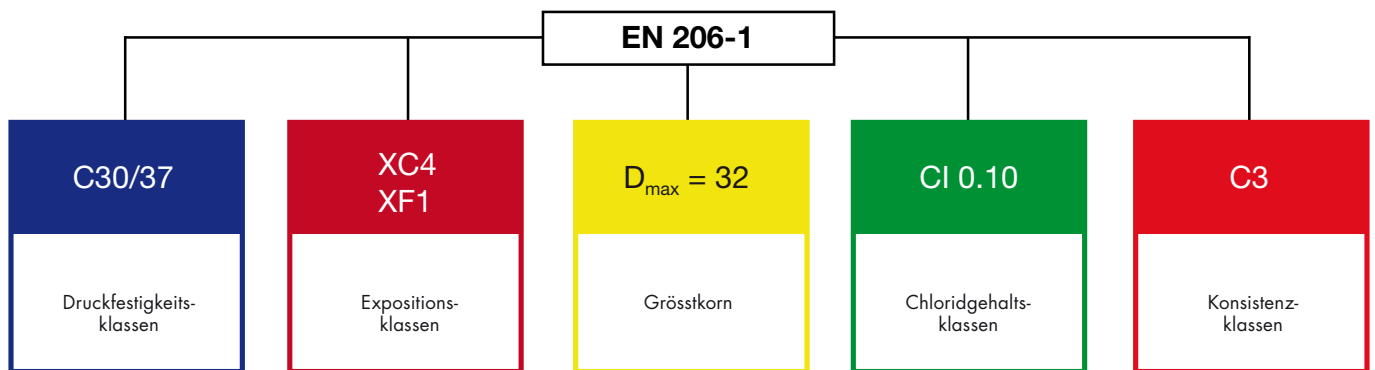 EN 206-1
C30/37
Druckfestigkeits-
klassen
XC4
XF1
Expositions-
klassen
Dmax = 32
Grösstkorn
Cl 0.10
Chloridgehalts-
klassen
C3
Konsistenz-
klassen